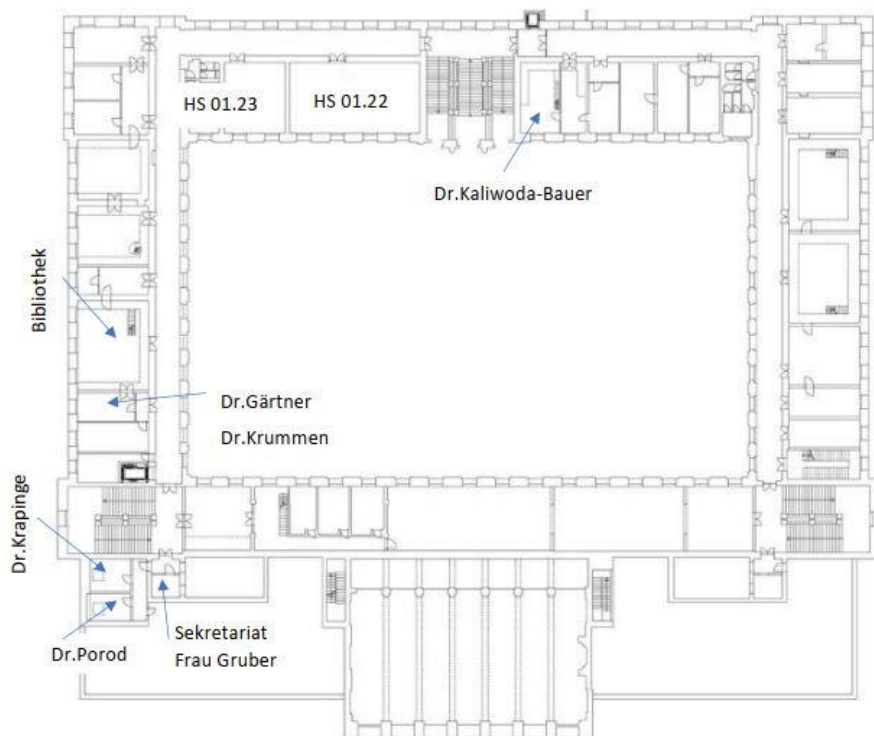 HS 01.23
HS 01.22
Dr.Kaliwoda-Bauer
Bibliothek
Dr.Gärtner
Dr.Krummen
Dr.Krapinge
Dr.Porod
Sekretariat
Frau Gruber